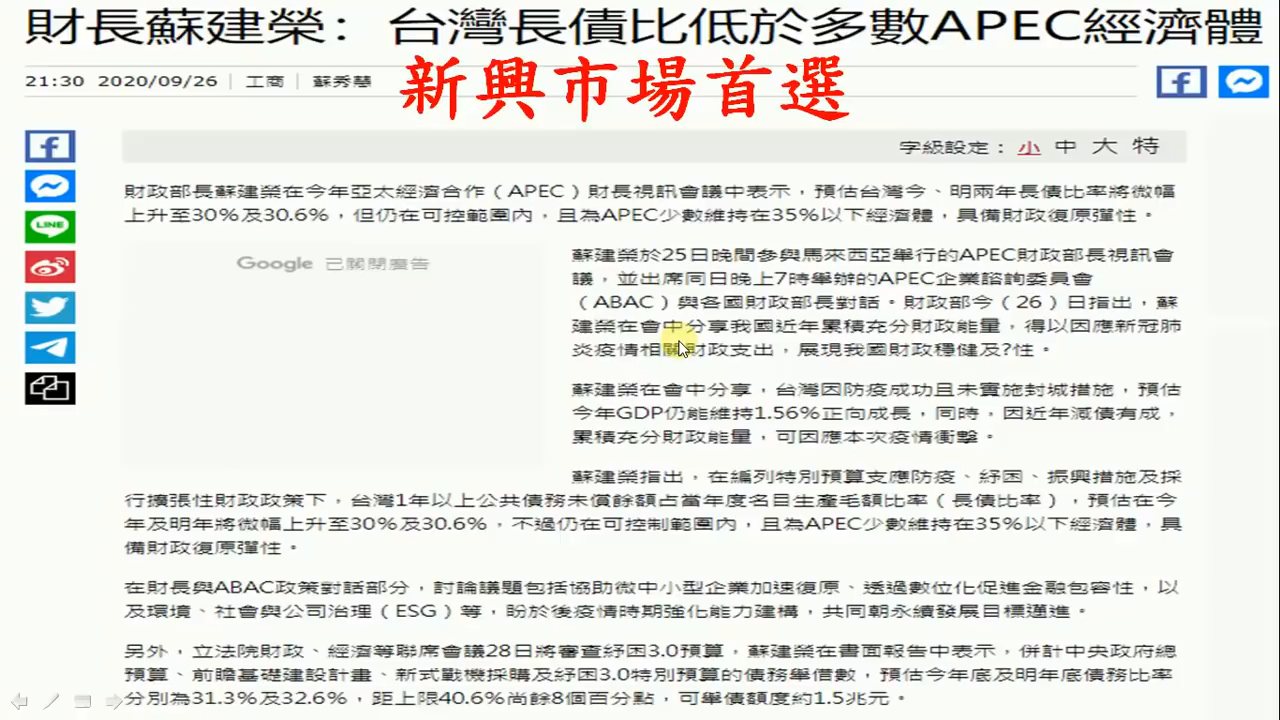 財長蘇建榮：台灣長債比低於多數APEC經濟體
新興市場首選
21:30 2020/09/26 | 工商 | 蘇秀慧
字級設定：小 中 大 特
財政部長蘇建榮在今年亞太經濟合作（APEC）財長視訊會議中表示，預估台灣今、明兩年長債比率將微幅
上升至30%及30.6%，但仍在可控範圍內，且為APEC少數維持在35%以下經濟體，具備財政復原彈性。
LINE
Google 已關閉廣告
蘇建榮於25日晚間參與馬來西亞舉行的APEC財政部長視訊會
議，並出席同日晚上7時舉辦的APEC企業諮詢委員會
（ABAC）與各國財政部長對話。財政部今（26）日指出，蘇
建榮在會中分享我國近年累積充分財政能量，得以因應新冠肺
炎疫情相關財政支出，展現我國財政穩健及?性。
蘇建榮在會中分享，台灣因防疫成功且未實施封城措施，預估
今年GDP仍能維持1.56%正向成長，同時，因近年減債有成，
累積充分財政能量，可因應本次疫情衝擊。
蘇建榮指出，在編列特別預算支應防疫、紓困、振興措施及採
行擴張性財政政策下，台灣1年以上公共債務未償餘額占當年度名目生產毛額比率（長債比率），預估在今
年及明年將微幅上升至30%及30.6%，不過仍在可控制範圍內，且為APEC少數維持在35%以下經濟體，具
備財政復原彈性。
在財長與ABAC政策對話部分，討論議題包括協助微中小型企業加速復原、透過數位化促進金融包容性，以
及環境、社會與公司治理（ESG）等，盼於後疫情時期強化能力建構，共同朝永續發展目標邁進。
另外，立法院財政、經濟等聯席會議28日將審查紓困3.0預算，蘇建榮在書面報告中表示，併計中央政府總
預算、前瞻基礎建設計畫、新式戰機採購及紓困3.0特別預算的債務舉借數，預估今年底及明年底債務比率
分別為31.3%及32.6%，距上限40.6%尚餘8個百分點，可舉債額度約1.5兆元。